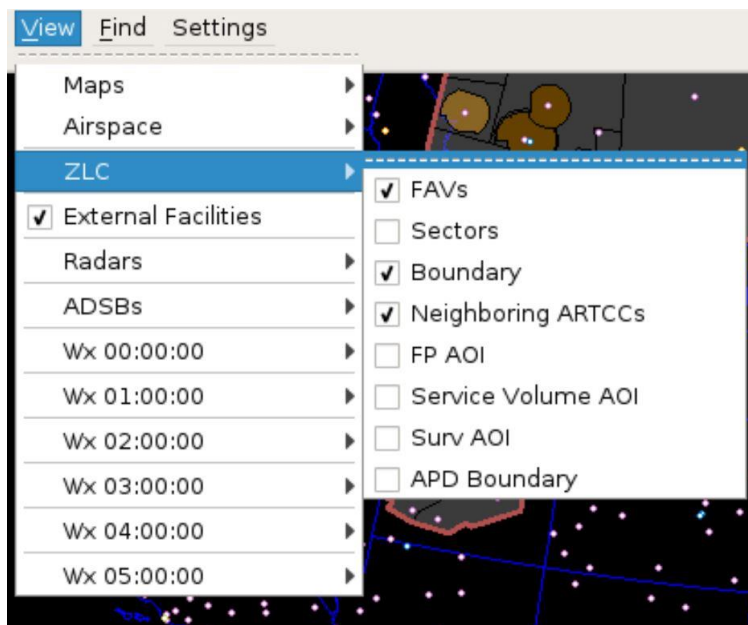 View Find Settings
Maps
Airspace
ZLC
External Facilities
Radars
ADSBs
Wx 00:00:00
Wx 01:00:00
Wx 02:00:00
Wx 03:00:00
Wx 04:00:00
Wx 05:00:00
FAVs
Sectors
Boundary
Neighboring ARTCCs
FP AOI
Service Volume AOI
Surv AOI
APD Boundary